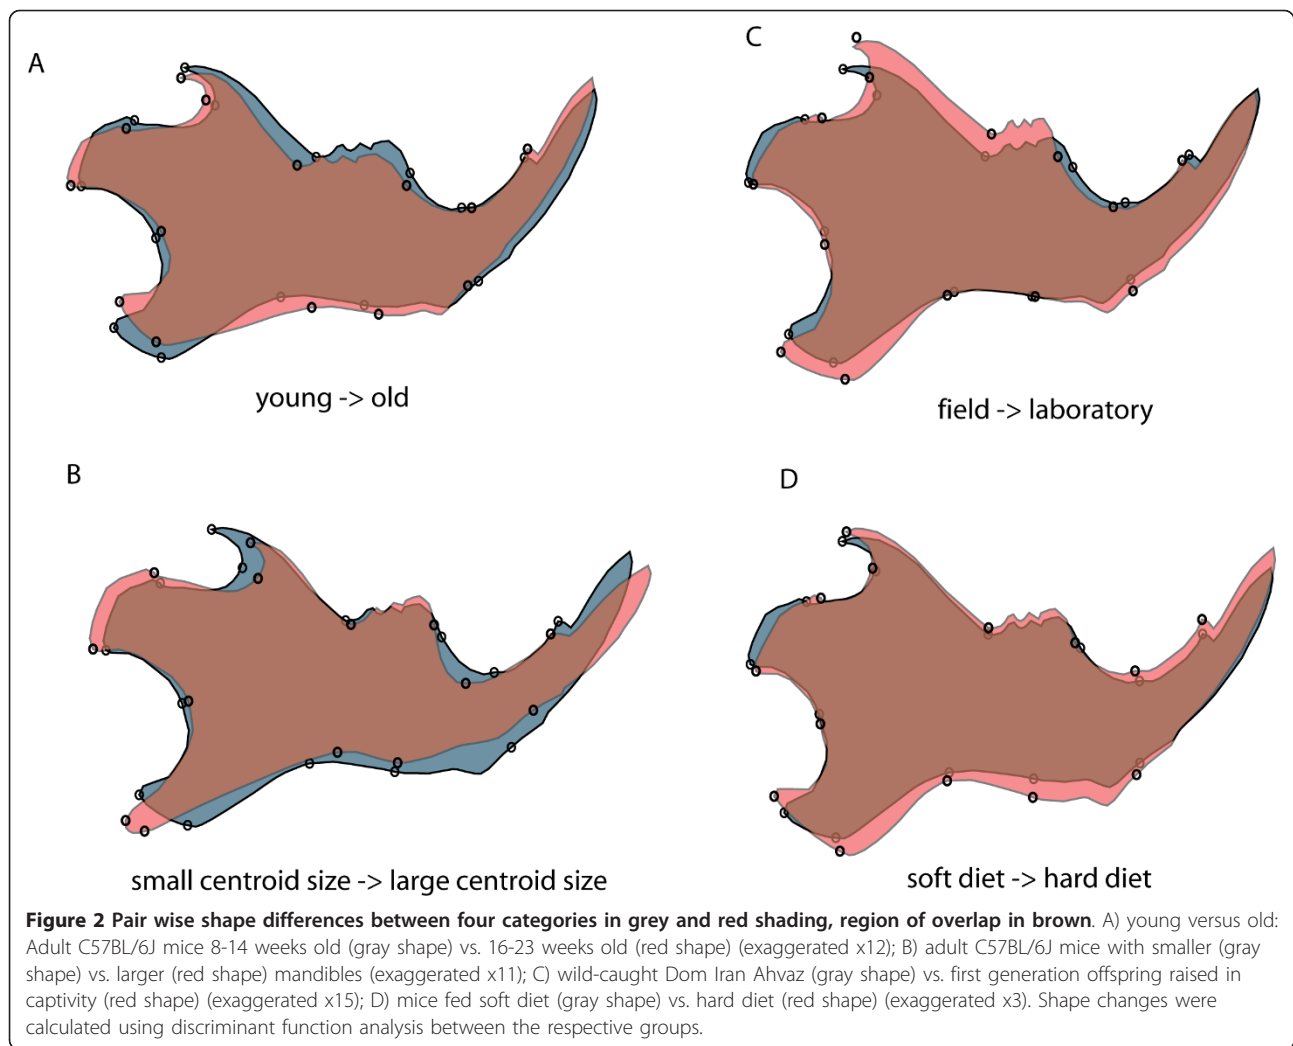 A
young -> old
C
field -> laboratory
B
small centroid size -> large centroid size
D
soft diet -> hard diet
Figure 2 Pair wise shape differences between four categories in grey and red shading, region of overlap in brown. A) young versus old:
Adult C57BL/6J mice 8-14 weeks old (gray shape) vs. 16-23 weeks old (red shape) (exaggerated x12); B) adult C57BL/6J mice with smaller (gray
shape) vs. larger (red shape) mandibles (exaggerated x11); C) wild-caught Dom Iran Ahvaz (gray shape) vs. first generation offspring raised in
captivity (red shape) (exaggerated x15); D) mice fed soft diet (gray shape) vs. hard diet (red shape) (exaggerated x3). Shape changes were
calculated using discriminant function analysis between the respective groups.